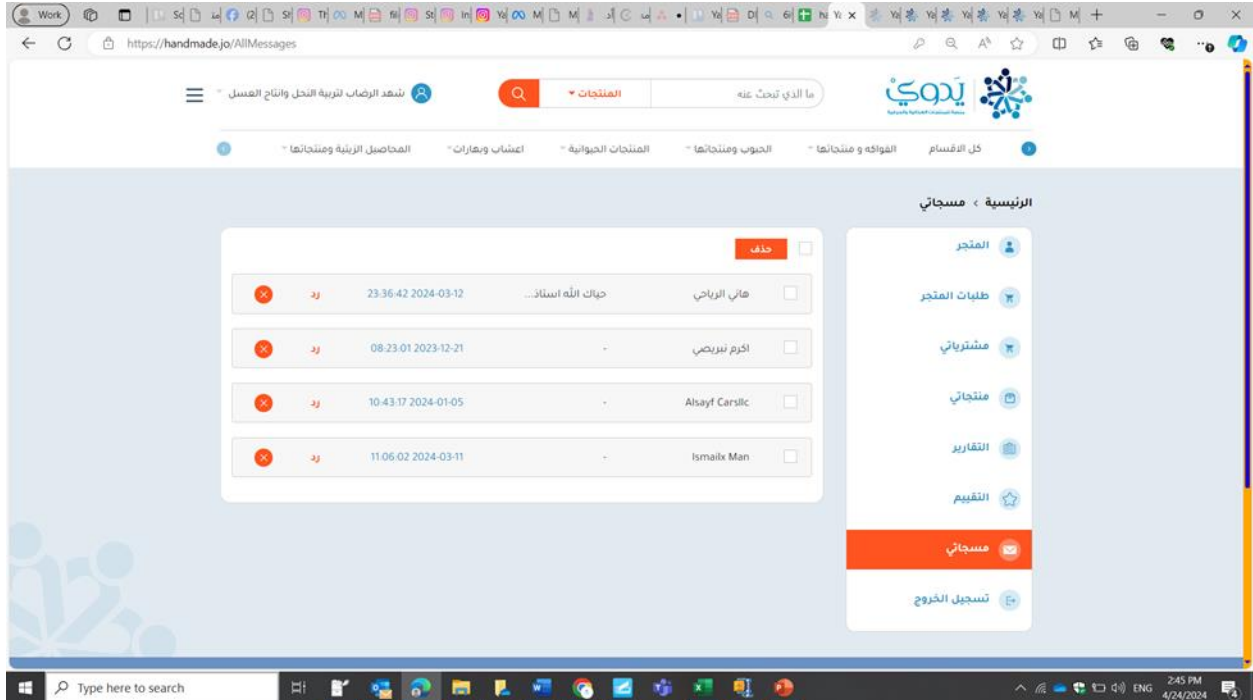 Work
https://handmade.jo/AllMessages
يَدويّ
ما الذي تبحث عنه
المنتجات
شهد الرضاب لتربية النحل وانتاج العسل
كل الاقسام
الفواكه و منتجاتها
الحبوب ومنتجاتها
المنتجات الحيوانية
اعشاب وبهارات
المحاصيل الزيتية ومنتجاتها
الرئيسية › مسجاتي
المتجر
طلبات المتجر
مشترياتي
منتجاتي
التقارير
التقييم
مسجاتي
تسجيل الخروج
حذف
هاني الرياحي حياك الله استاذ... 2024-03-12 23:36:42 رد
اكرم نبريصي - 2023-12-21 08:23:01 رد
Alsayf Carsllc - 2024-01-05 10:43:17 رد
Ismailx Man - 2024-03-11 11:06:02 رد
Type here to search
ENG
2:45 PM
4/24/2024